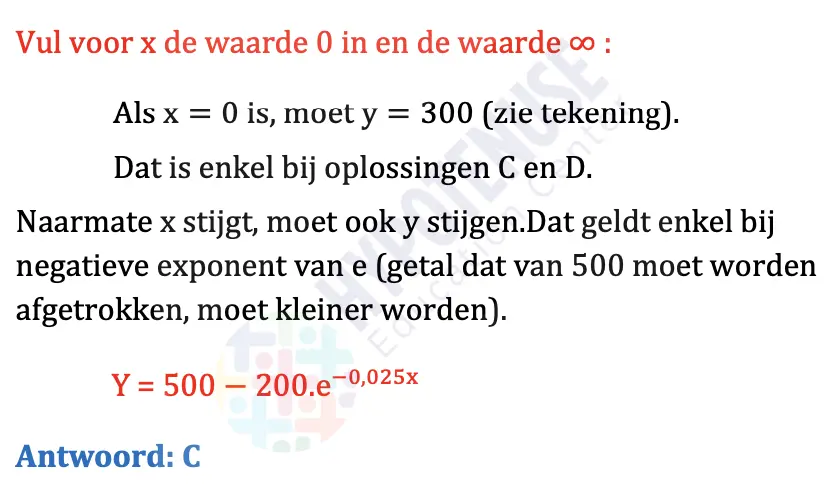 Vul voor x de waarde 0 in en de waarde ∞ :
Als x = 0 is, moet y = 300 (zie tekening).
Dat is enkel bij oplossingen C en D.
Naarmate x stijgt, moet ook y stijgen.Dat geldt enkel bij
negatieve exponent van e (getal dat van 500 moet worden
afgetrokken, moet kleiner worden).
Y = 500 − 200.e^−0,025x
Antwoord: C
HYPOTENUSE
Education Center